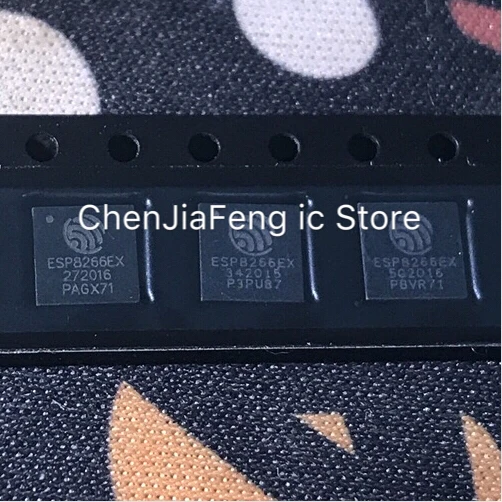 ChenJiaFeng ic Store
ESP8266EX
272016
PAGX71
ESP8266EX
342015
P3PU87
ESP8266EX
502016
PBVR71